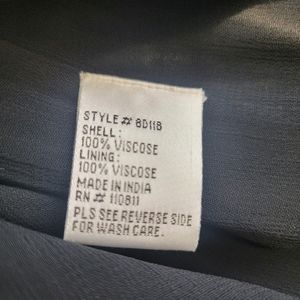 STYLE # 8D118
SHELL:
100% VISCOSE
LINING:
100% VISCOSE
MADE IN INDIA
RN # 110811
PLS SEE REVERSE SIDE
FOR WASH CARE.